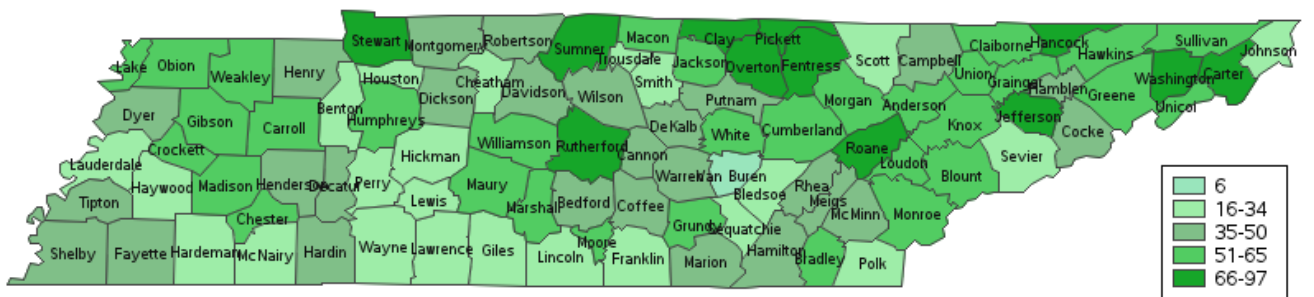 Stewart
Montgomery
Robertson
Sumner
Macon
Clay
Pickett
Trousdale
Scott
Campbell
Claiborne
Hancock
Hawkins
Sullivan
Johnson
Lake
Obion
Weakley
Henry
Houston
Cheatham
Davidson
Wilson
Smith
Jackson
Overton
Fentress
Union
Grainger
Hamblen
Greene
Washington
Carter
Unicol
Dyer
Gibson
Carroll
Benton
Humphreys
Dickson
Putnam
Morgan
Anderson
Knox
Jefferson
Cocke
Crockett
Williamson
Rutherford
DeKalb
White
Cumberland
Roane
Loudon
Sevier
Lauderdale
Haywood
Madison
Henderson
Decatur
Perry
Hickman
Lewis
Maury
Cannon
Warren
Van Buren
Bledsoe
Rhea
Meigs
McMinn
Blount
Monroe
Tipton
Chester
Marshall
Bedford
Coffee
Grundy
Sequatchie
Shelby
Fayette
Hardeman
McNairy
Hardin
Wayne
Lawrence
Giles
Lincoln
Moore
Franklin
Marion
Hamilton
Bradley
Polk
6
16-34
35-50
51-65
66-97